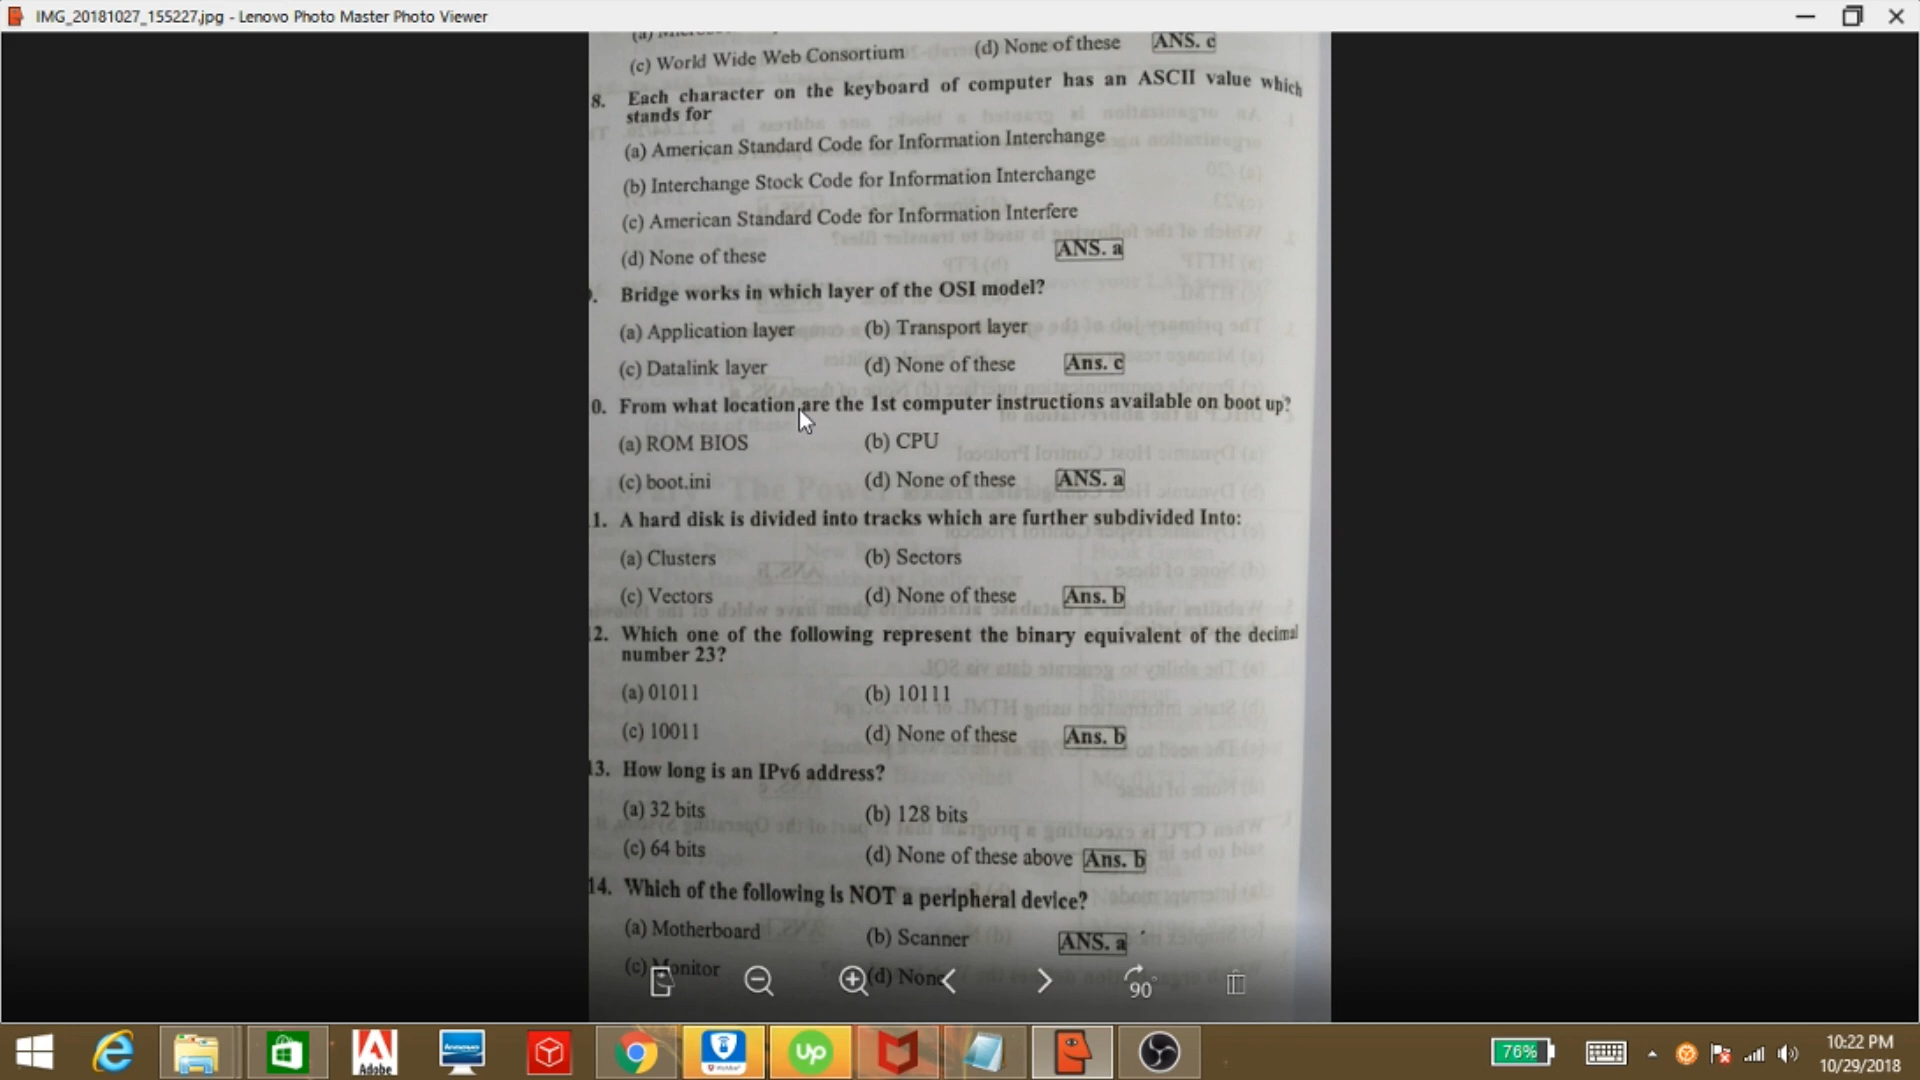 IMG_20181027_155227.jpg - Lenovo Photo Master Photo Viewer
(c) World Wide Web Consortium (d) None of these ANS. c
8. Each character on the keyboard of computer has an ASCII value which
stands for
(a) American Standard Code for Information Interchange
(b) Interchange Stock Code for Information Interchange
(c) American Standard Code for Information Interfere
(d) None of these ANS. a
Bridge works in which layer of the OSI model?
(a) Application layer (b) Transport layer
(c) Datalink layer (d) None of these Ans. c
0. From what location are the 1st computer instructions available on boot up?
(a) ROM BIOS (b) CPU
(c) boot.ini (d) None of these ANS. a
1. A hard disk is divided into tracks which are further subdivided Into:
(a) Clusters (b) Sectors
(c) Vectors (d) None of these Ans. b
12. Which one of the following represent the binary equivalent of the decimal
number 23?
(a) 01011 (b) 10111
(c) 10011 (d) None of these Ans. b
13. How long is an IPv6 address?
(a) 32 bits (b) 128 bits
(c) 64 bits (d) None of these above Ans. b
14. Which of the following is NOT a peripheral device?
(a) Motherboard (b) Scanner ANS. a
(c) Monitor (d) None
90°
Adobe
lenovo
Up
76%
10:22 PM
10/29/2018